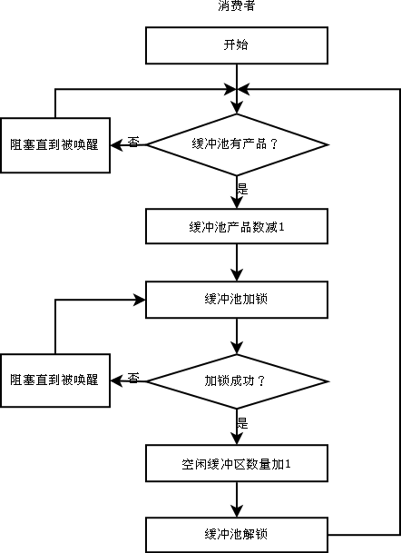 消费者
开始
缓冲池有产品？
否
阻塞直到被唤醒
是
缓冲池产品数减1
缓冲池加锁
加锁成功？
否
阻塞直到被唤醒
是
空闲缓冲区数量加1
缓冲池解锁